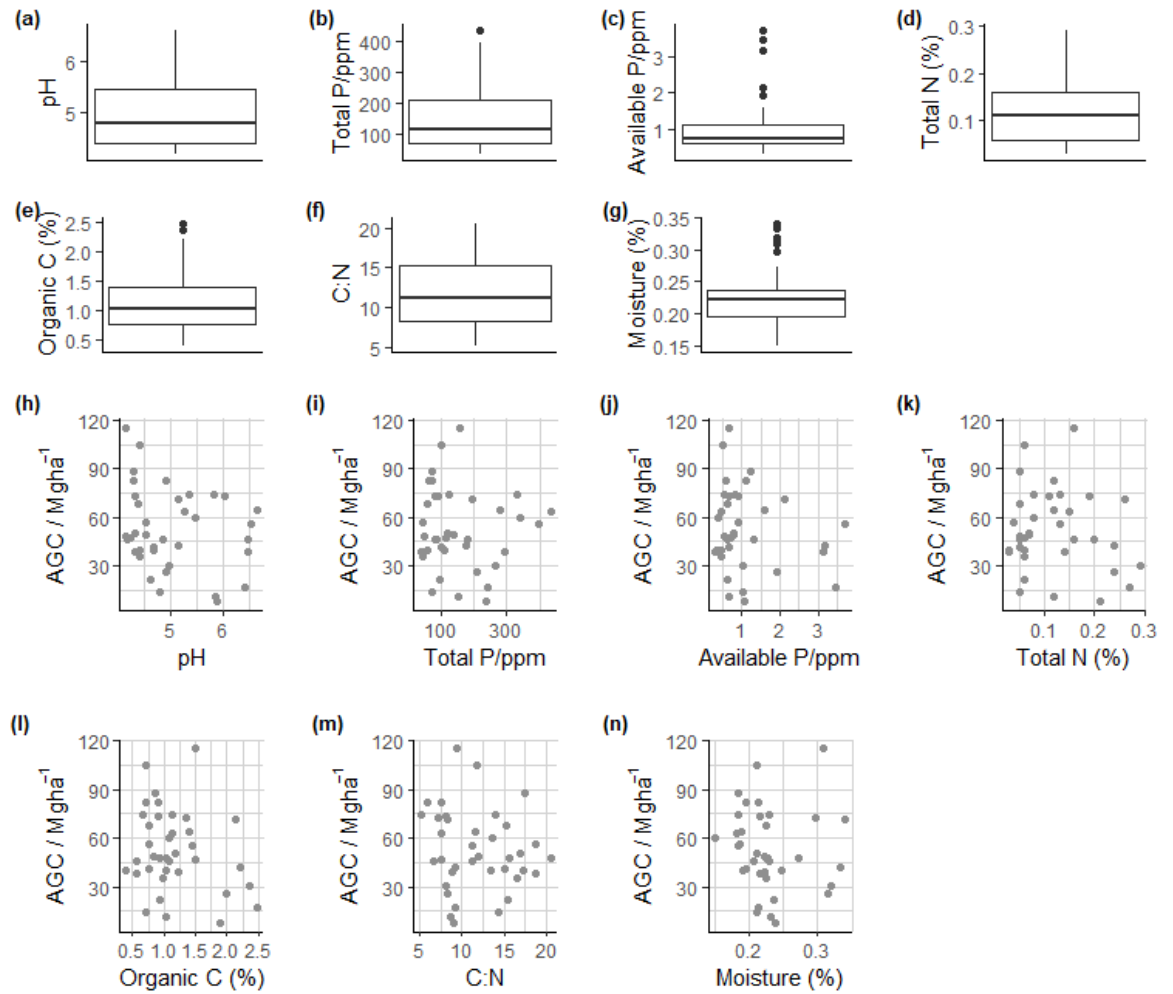 (a)
pH
6
5
(b)
Total P/ppm
400
300
200
100
(c)
Available P/ppm
3
2
1
(d)
Total N (%)
0.3
0.2
0.1
(e)
Organic C (%)
2.5
2.0
1.5
1.0
0.5
(f)
C:N
20
15
10
5
(g)
Moisture (%)
0.35
0.30
0.25
0.20
0.15
(h)
AGC / Mgha⁻¹
120
90
60
30
5 6
pH
(i)
AGC / Mgha⁻¹
120
90
60
30
100 300
Total P/ppm
(j)
AGC / Mgha⁻¹
120
90
60
30
1 2 3
Available P/ppm
(k)
AGC / Mgha⁻¹
120
90
60
30
0.1 0.2 0.3
Total N (%)
(l)
AGC / Mgha⁻¹
120
90
60
30
0.5 1.0 1.5 2.0 2.5
Organic C (%)
(m)
AGC / Mgha⁻¹
120
90
60
30
5 10 15 20
C:N
(n)
AGC / Mgha⁻¹
120
90
60
30
0.2 0.3
Moisture (%)